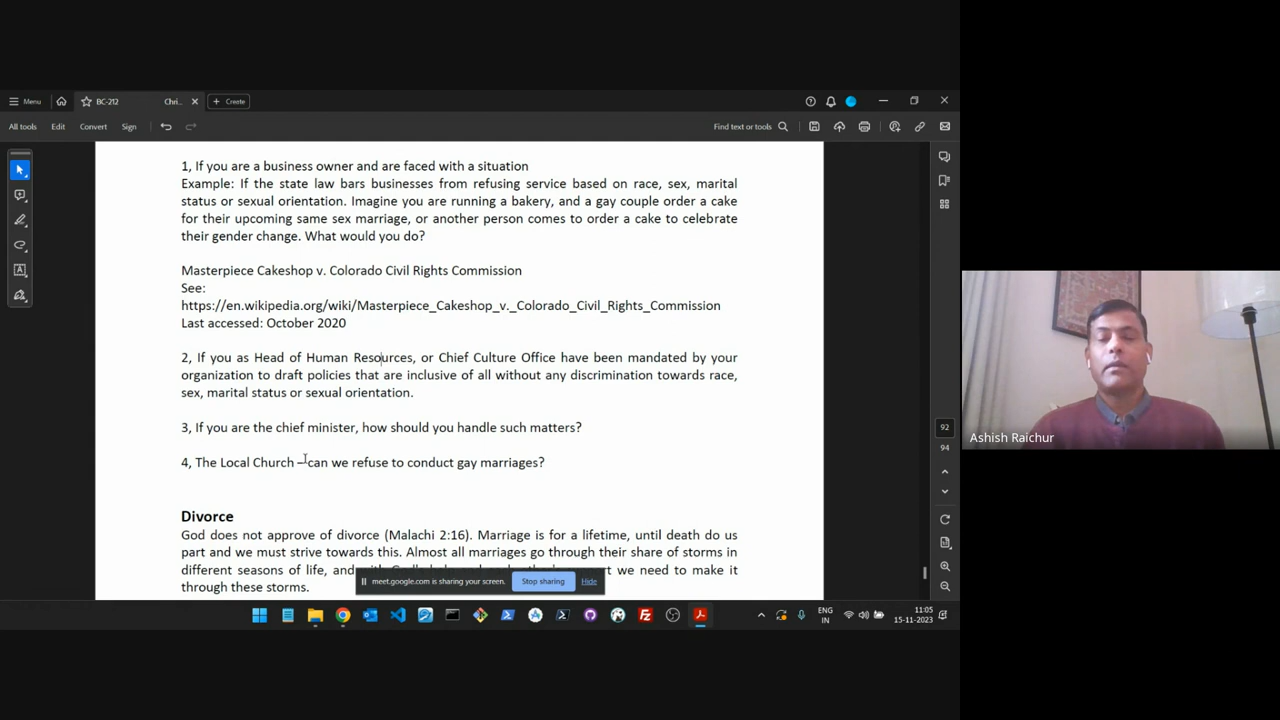 Menu
BC-212
Chri...
Create
All tools
Edit
Convert
Sign
Find text or tools
1, If you are a business owner and are faced with a situation
Example: If the state law bars businesses from refusing service based on race, sex, marital
status or sexual orientation. Imagine you are running a bakery, and a gay couple order a cake
for their upcoming same sex marriage, or another person comes to order a cake to celebrate
their gender change. What would you do?
Masterpiece Cakeshop v. Colorado Civil Rights Commission
See:
https://en.wikipedia.org/wiki/Masterpiece_Cakeshop_v._Colorado_Civil_Rights_Commission
Last accessed: October 2020
2, If you as Head of Human Resources, or Chief Culture Office have been mandated by your
organization to draft policies that are inclusive of all without any discrimination towards race,
sex, marital status or sexual orientation.
3, If you are the chief minister, how should you handle such matters?
4, The Local Church – can we refuse to conduct gay marriages?
Divorce
God does not approve of divorce (Malachi 2:16). Marriage is for a lifetime, until death do us
part and we must strive towards this. Almost all marriages go through their share of storms in
different seasons of life, and we need to make it
through these storms.
meet.google.com is sharing your screen.
Stop sharing
Hide
92
94
Ashish Raichur
ENG
IN
11:05
15-11-2023